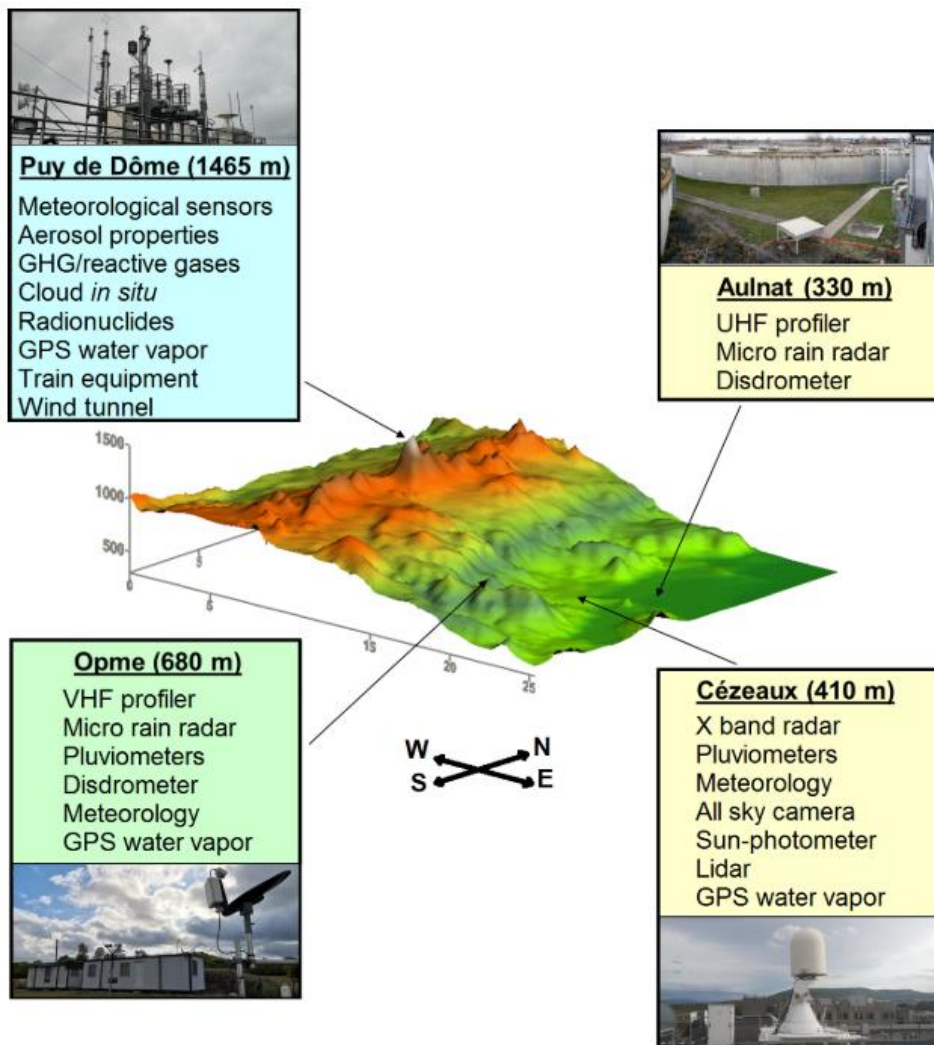 Puy de Dôme (1465 m)
Meteorological sensors
Aerosol properties
GHG/reactive gases
Cloud in situ
Radionuclides
GPS water vapor
Train equipment
Wind tunnel
Aulnat (330 m)
UHF profiler
Micro rain radar
Disdrometer
1500
1000
500
0
5
5
15
20
25
Opme (680 m)
VHF profiler
Micro rain radar
Pluviometers
Disdrometer
Meteorology
GPS water vapor
W N
S E
Cézeaux (410 m)
X band radar
Pluviometers
Meteorology
All sky camera
Sun-photometer
Lidar
GPS water vapor